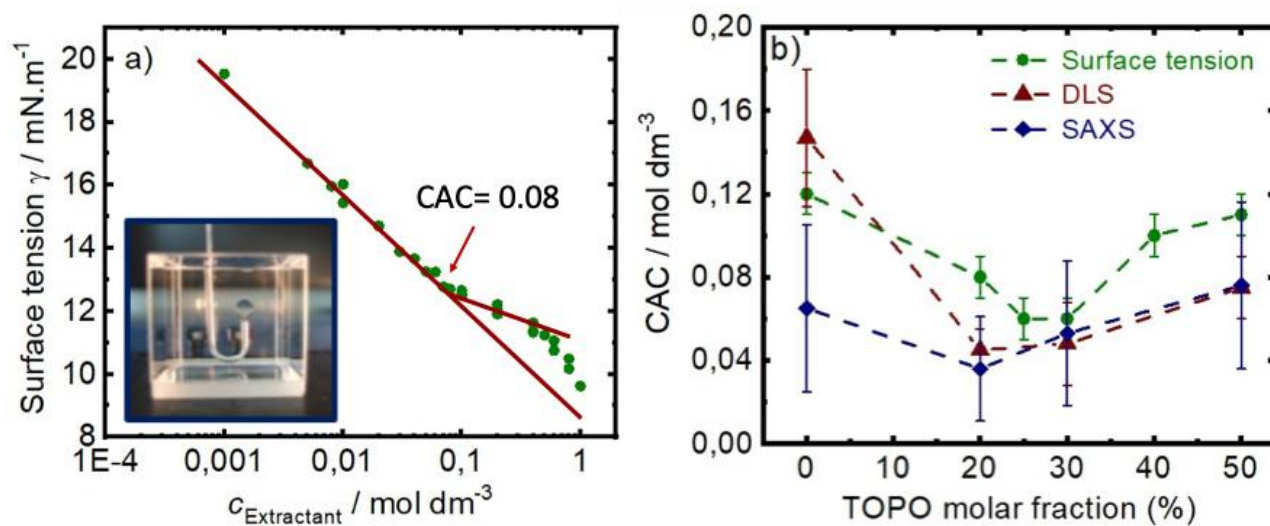 a)
Surface tension γ / mN.m⁻¹
20
18
16
14
12
10
8
CAC= 0.08
1E-4
0,001
0,01
0,1
1
c_Extractant / mol dm⁻³
b)
CAC / mol dm⁻³
0,20
0,16
0,12
0,08
0,04
0,00
Surface tension
DLS
SAXS
0
10
20
30
40
50
TOPO molar fraction (%)